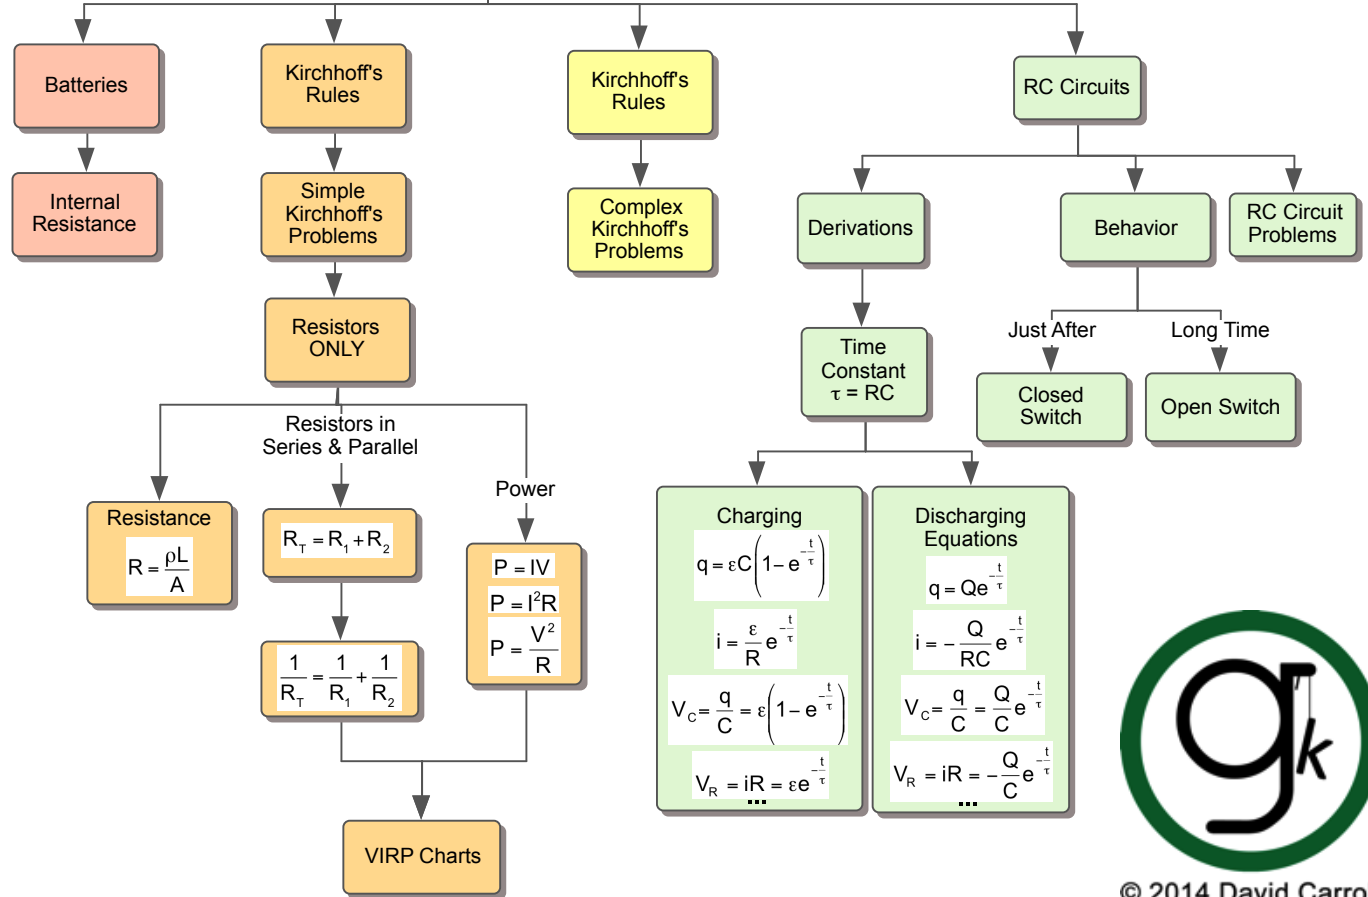 Batteries
Internal
Resistance
Kirchhoff's
Rules
Simple
Kirchhoff's
Problems
Resistors
ONLY
Resistors in
Series & Parallel
Power
Resistance
R = ρL/A
R_T = R_1 + R_2
1/R_T = 1/R_1 + 1/R_2
P = IV
P = I²R
P = V²/R
VIRP Charts
Kirchhoff's
Rules
Complex
Kirchhoff's
Problems
RC Circuits
Derivations
Behavior
RC Circuit
Problems
Time
Constant
τ = RC
Just After
Long Time
Closed
Switch
Open Switch
Charging
q = εC(1 − e^(−t/τ))
i = ε/R e^(−t/τ)
V_C = q/C = ε(1 − e^(−t/τ))
V_R = iR = εe^(−t/τ)
...
Discharging
Equations
q = Qe^(−t/τ)
i = −Q/RC e^(−t/τ)
V_C = q/C = Q/C e^(−t/τ)
V_R = iR = −Q/C e^(−t/τ)
...
gk
© 2014 David Carro